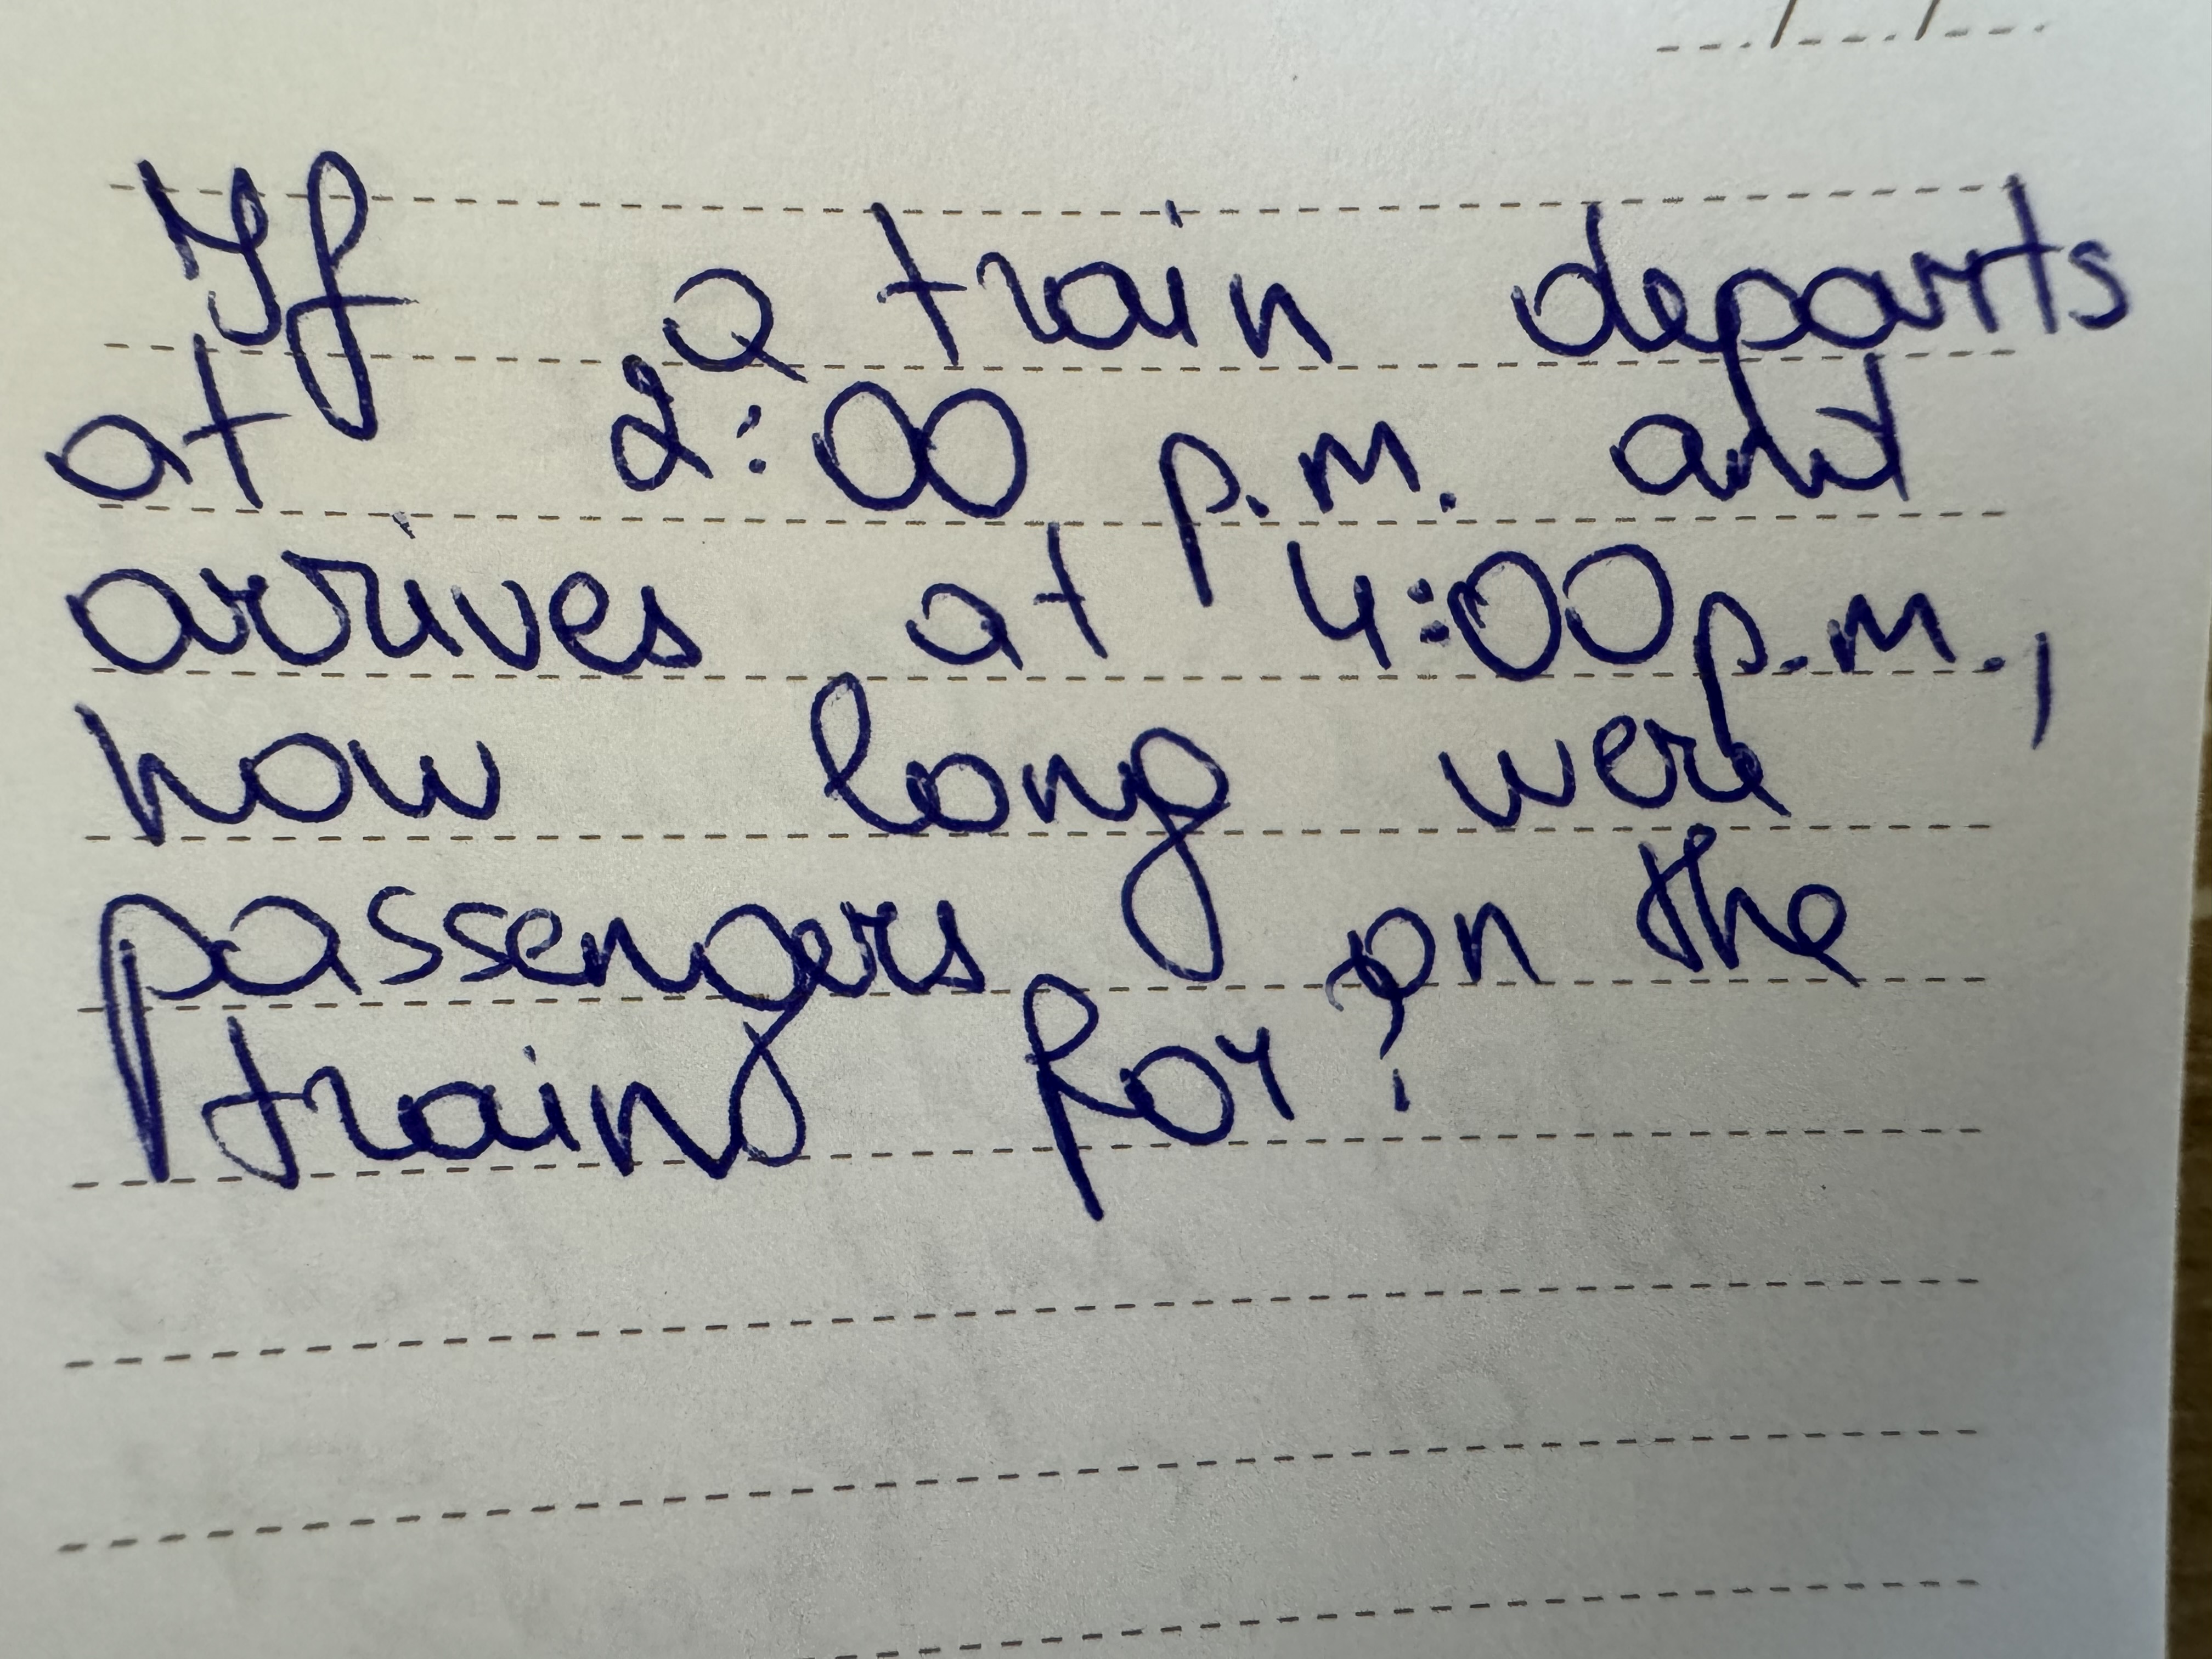 If a train departs
at 2:00 p.m. and
arrives at 4:00 p.m.,
how long were
passengers on the
train for?